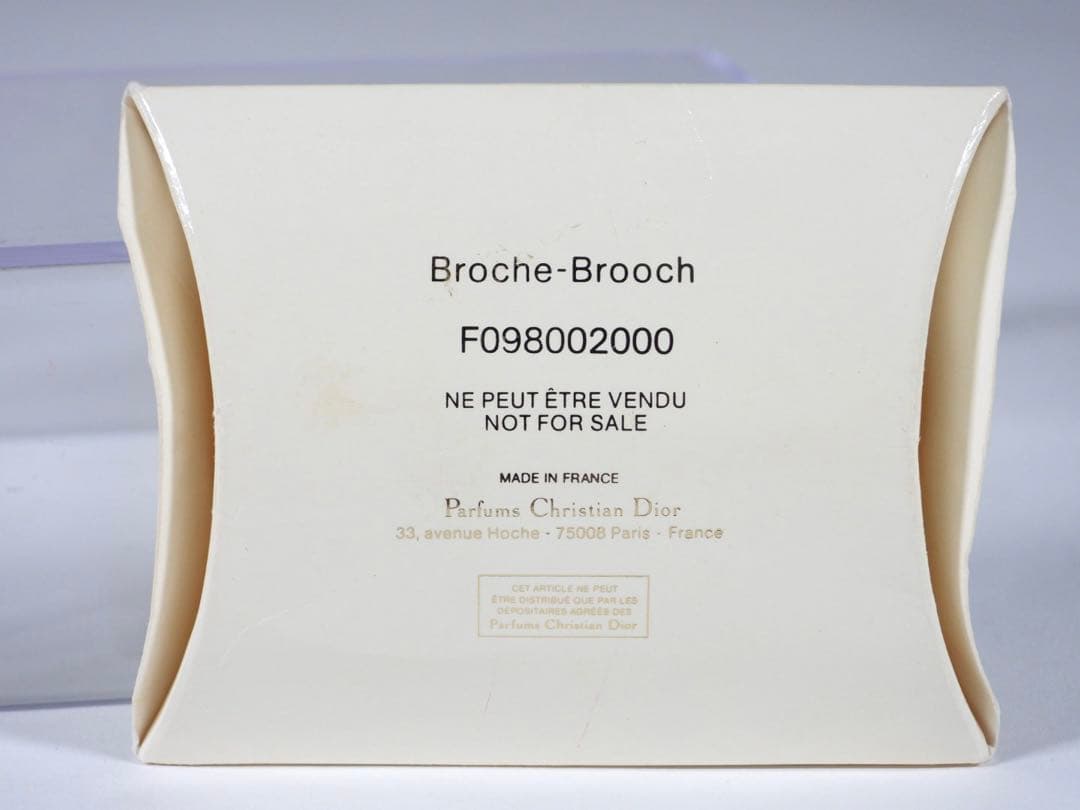 Broche-Brooch
F098002000
NE PEUT ÊTRE VENDU
NOT FOR SALE
MADE IN FRANCE
Parfums Christian Dior
33, avenue Hoche - 75008 Paris - France
CET ARTICLE NE PEUT
ÊTRE DISTRIBUÉ QUE PAR LES
DÉPOSITAIRES AGRÉÉS DES
Parfums Christian Dior